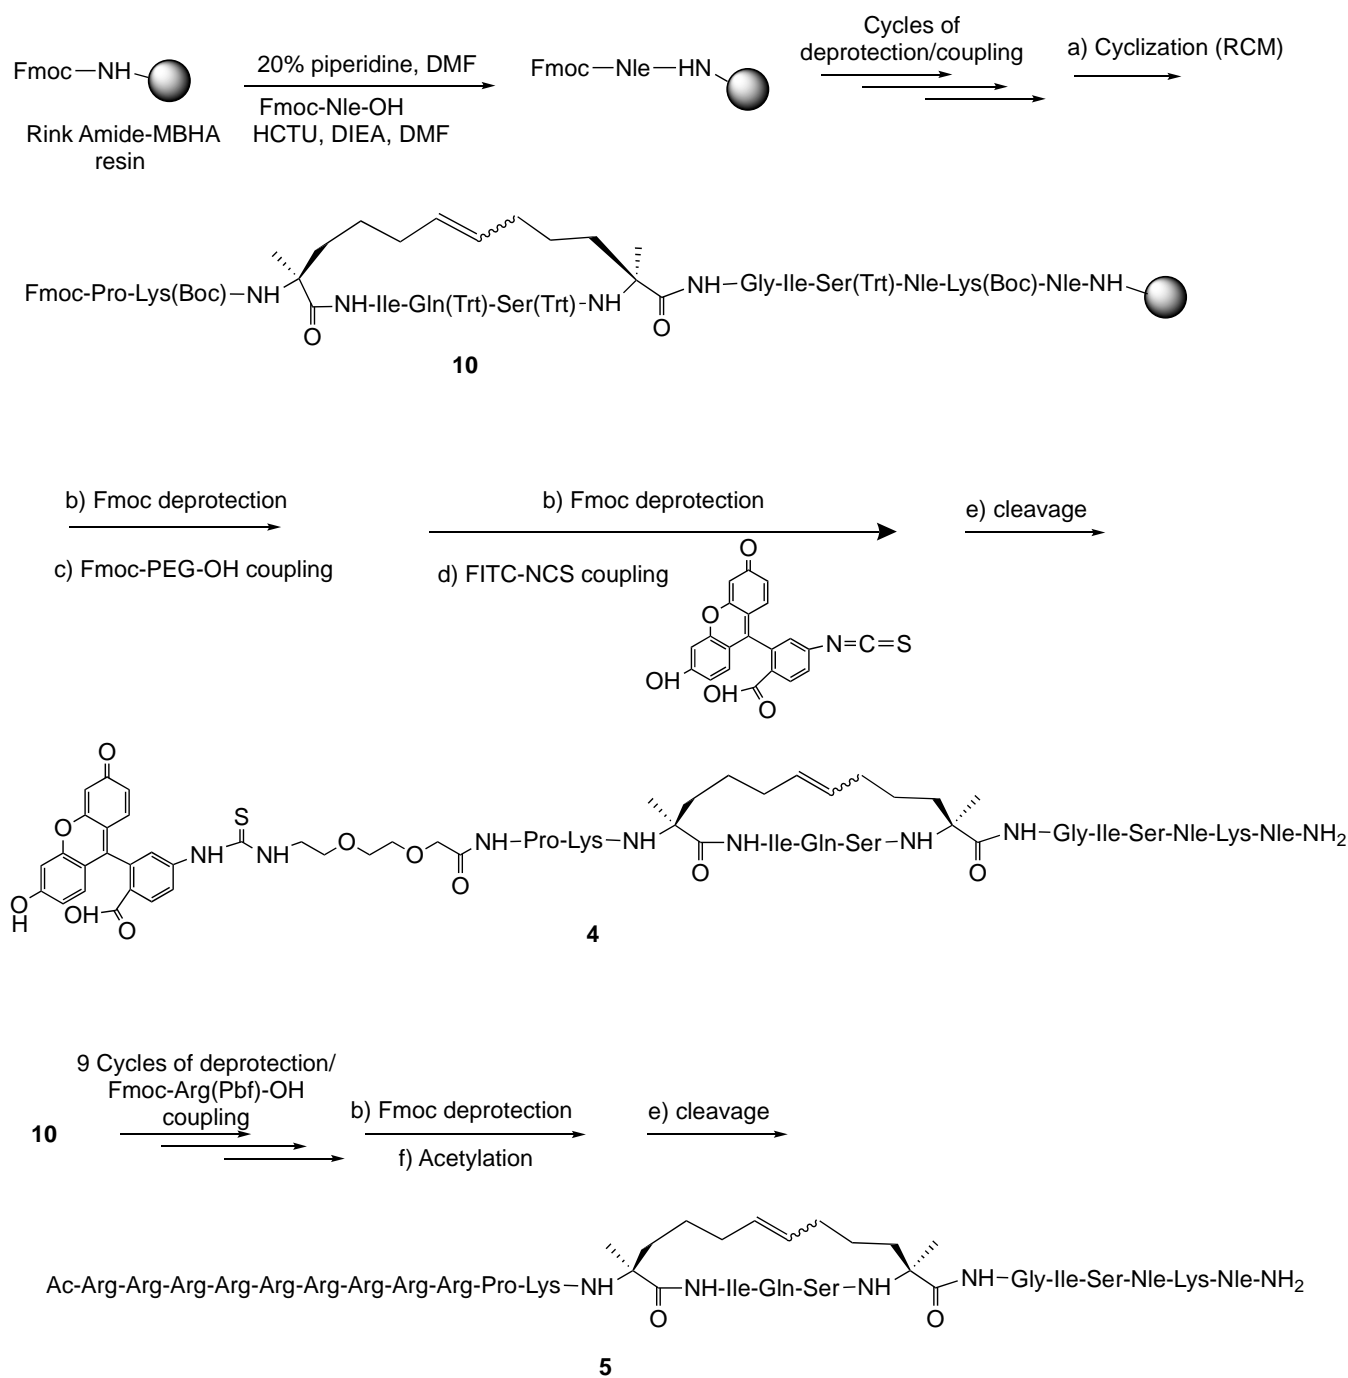 Fmoc–NH
Rink Amide-MBHA
resin
20% piperidine, DMF
Fmoc-Nle-OH
HCTU, DIEA, DMF
Fmoc–Nle–HN
Cycles of
deprotection/coupling
a) Cyclization (RCM)
Fmoc-Pro-Lys(Boc)–NH
O
NH-Ile-Gln(Trt)-Ser(Trt)-NH
O
NH–Gly-Ile-Ser(Trt)-Nle-Lys(Boc)-Nle-NH
10
b) Fmoc deprotection
c) Fmoc-PEG-OH coupling
b) Fmoc deprotection
d) FITC-NCS coupling
O
O
N=C=S
OH
OH
O
e) cleavage
O
O
OH
OH
O
NH
S
NH
O
O
O
NH–Pro-Lys–NH
O
NH-Ile-Gln-Ser–NH
O
NH–Gly-Ile-Ser-Nle-Lys-Nle-NH2
4
10
9 Cycles of deprotection/
Fmoc-Arg(Pbf)-OH
coupling
b) Fmoc deprotection
f) Acetylation
e) cleavage
Ac-Arg-Arg-Arg-Arg-Arg-Arg-Arg-Arg-Arg-Pro-Lys–NH
O
NH-Ile-Gln-Ser–NH
O
NH–Gly-Ile-Ser-Nle-Lys-Nle-NH2
5